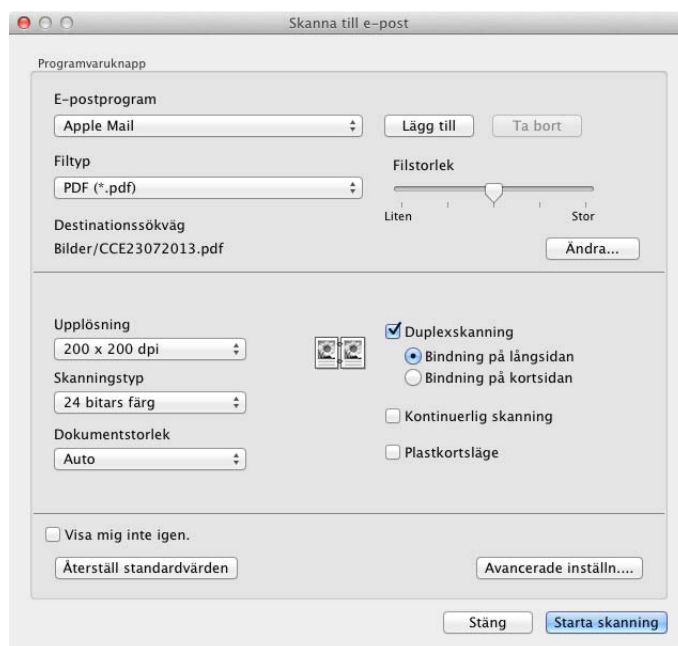 Skanna till e-post
Programvaruknapp
E-postprogram
Apple Mail
Lägg till
Ta bort
Filtyp
PDF (*.pdf)
Filstorlek
Liten
Stor
Destinationssökväg
Bilder/CCE23072013.pdf
Ändra...
Upplösning
200 x 200 dpi
Skanningstyp
24 bitars färg
Dokumentstorlek
Auto
Duplexskanning
Bindning på långsidan
Bindning på kortsidan
Kontinuerlig skanning
Plastkortsläge
Visa mig inte igen.
Återställ standardvärden
Avancerade inställn....
Stäng
Starta skanning